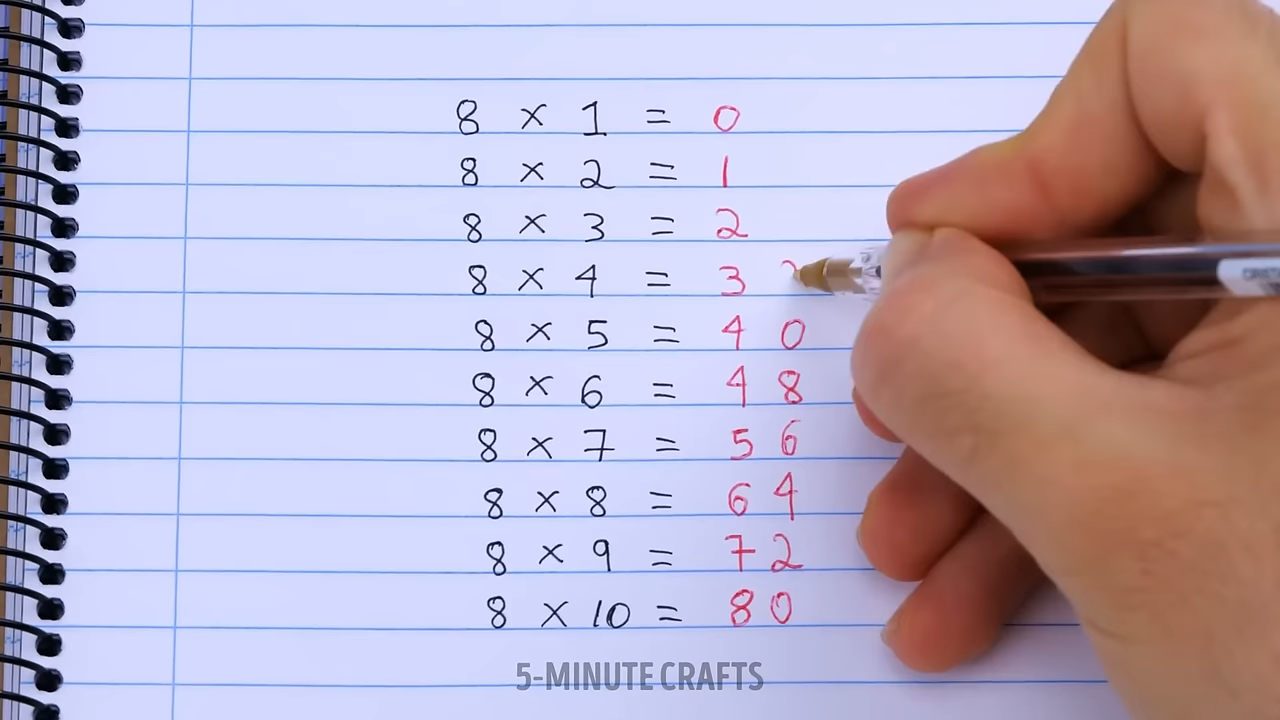 8 × 1 = 0
8 × 2 = 1
8 × 3 = 2
8 × 4 = 3
8 × 5 = 4 0
8 × 6 = 4 8
8 × 7 = 5 6
8 × 8 = 6 4
8 × 9 = 7 2
8 × 10 = 8 0
5-MINUTE CRAFTS